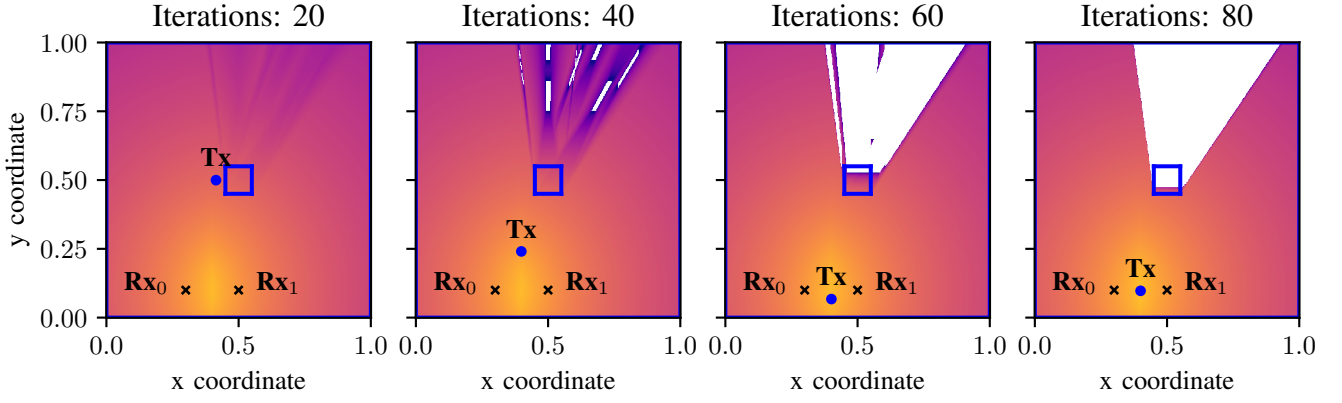 Iterations: 20 Iterations: 40 Iterations: 60 Iterations: 80
1.00
0.75
0.50
0.25
0.00
y coordinate
Tx
Rx0 Rx1
0.0 0.5 1.0
x coordinate
Tx
Rx0 Rx1
0.0 0.5 1.0
x coordinate
Tx
Rx0 Rx1
0.0 0.5 1.0
x coordinate
Tx
Rx0 Rx1
0.0 0.5 1.0
x coordinate